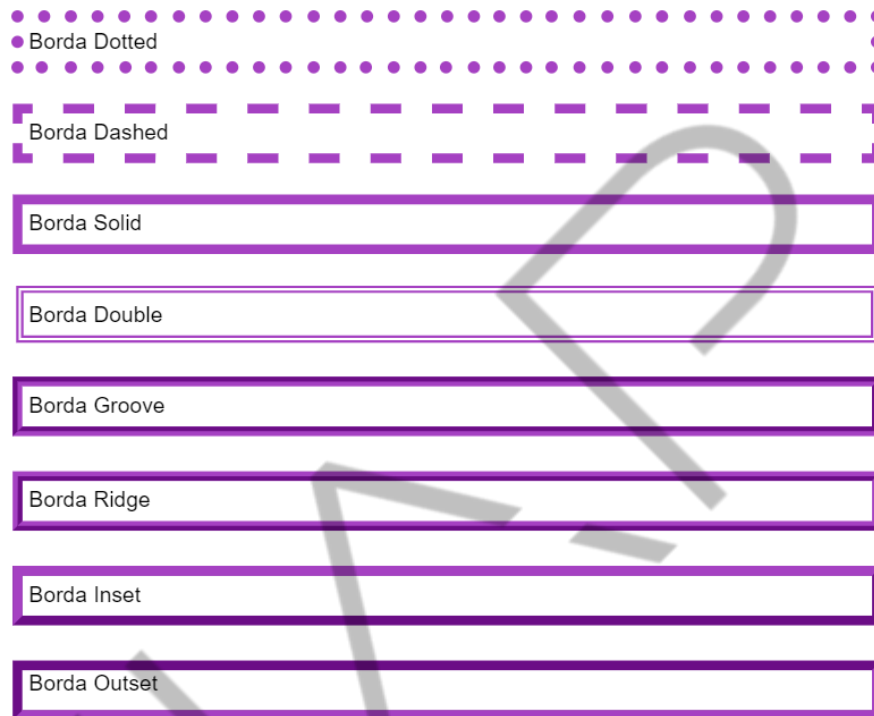 Borda Dotted
Borda Dashed
Borda Solid
Borda Double
Borda Groove
Borda Ridge
Borda Inset
Borda Outset